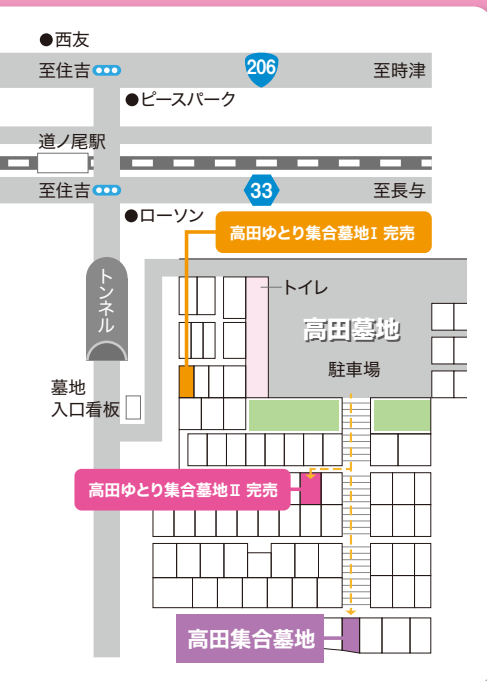 ●西友
至住吉
206
至時津
●ピースパーク
道ノ尾駅
至住吉
33
至長与
●ローソン
高田ゆとり集合墓地Ⅰ 完売
トンネル
トイレ
高田墓地
駐車場
墓地
入口看板
高田ゆとり集合墓地Ⅱ 完売
高田集合墓地